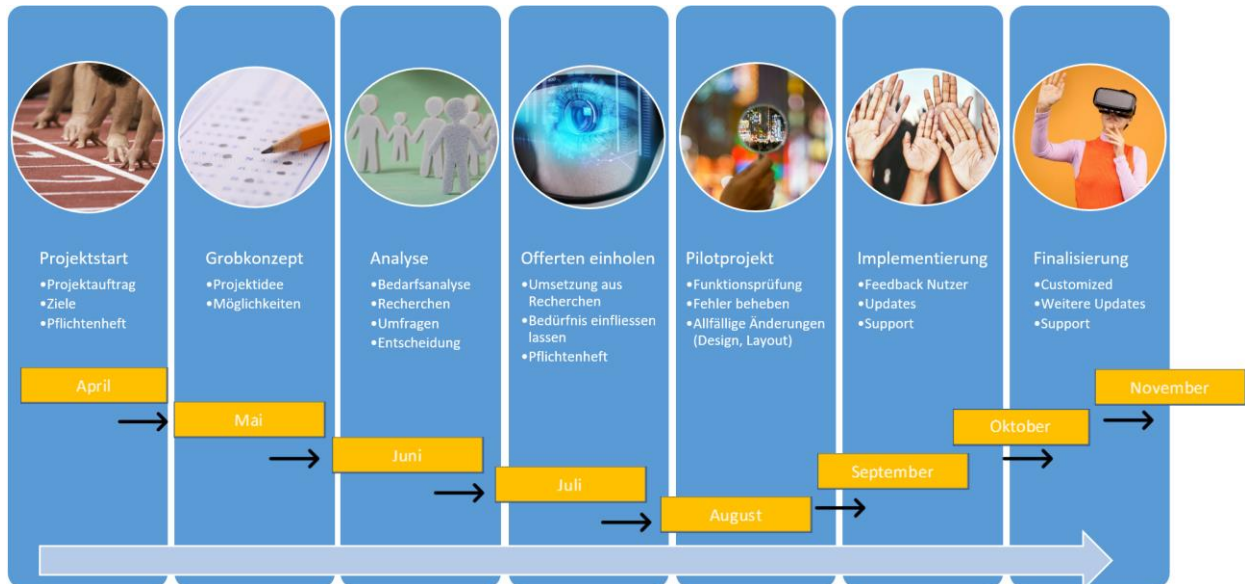 Projektstart
•Projektauftrag
•Ziele
•Pflichtenheft
Grobkonzept
•Projektidee
•Möglichkeiten
Analyse
•Bedarfsanalyse
•Recherchen
•Umfragen
•Entscheidung
Offerten einholen
•Umsetzung aus
Recherchen
•Bedürfnis einfliessen
lassen
•Pflichtenheft
Pilotprojekt
•Funktionsprüfung
•Fehler beheben
•Allfällige Änderungen
(Design, Layout)
Implementierung
•Feedback Nutzer
•Updates
•Support
Finalisierung
•Customized
•Weitere Updates
•Support
April
Mai
Juni
Juli
August
September
Oktober
November